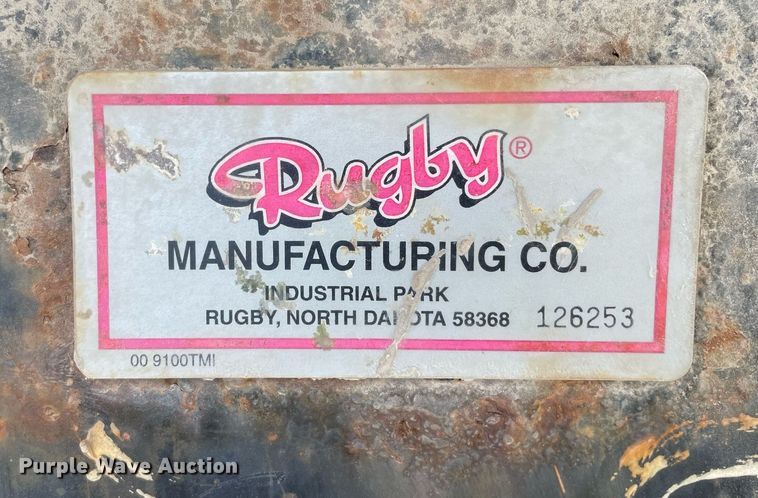 Rugby®
MANUFACTURING CO.
INDUSTRIAL PARK
RUGBY, NORTH DAKOTA 58368 126253
00 9100TMI
Purple Wave Auction